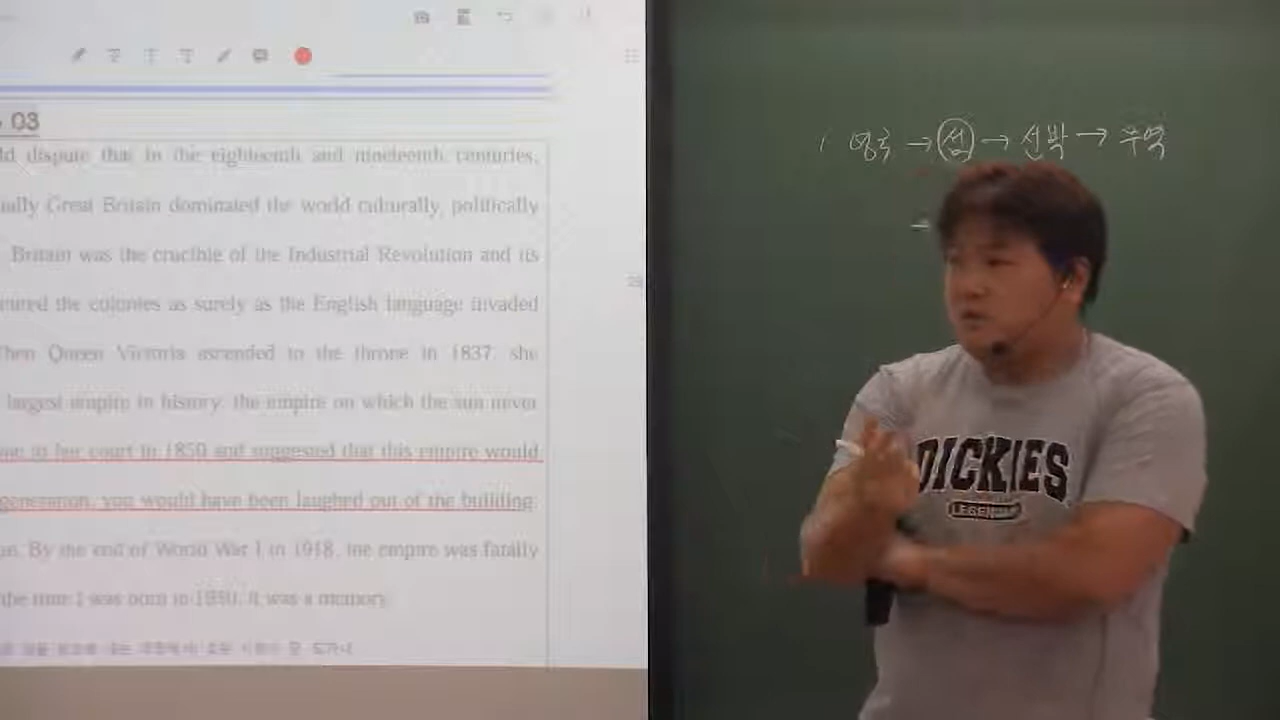 03
ld dispute that in the eighteenth and nineteenth centuries,
ually Great Britain dominated the world culturally, politically
Britain was the crucible of the Industrial Revolution and its
the colonies as surely as the English language invaded
Queen Victoria ascended to the throne in 1837, she
largest empire in history: the empire on which the sun never
her court in 1850 and suggested that this empire would
generation, you would have been laughed out of the building.
By the end of World War I in 1918, the empire was fatally
the time I was born in 1950, it was a memory.
영국 → 섬 → 선박 → 무역
DICKIES
LEGENDARY